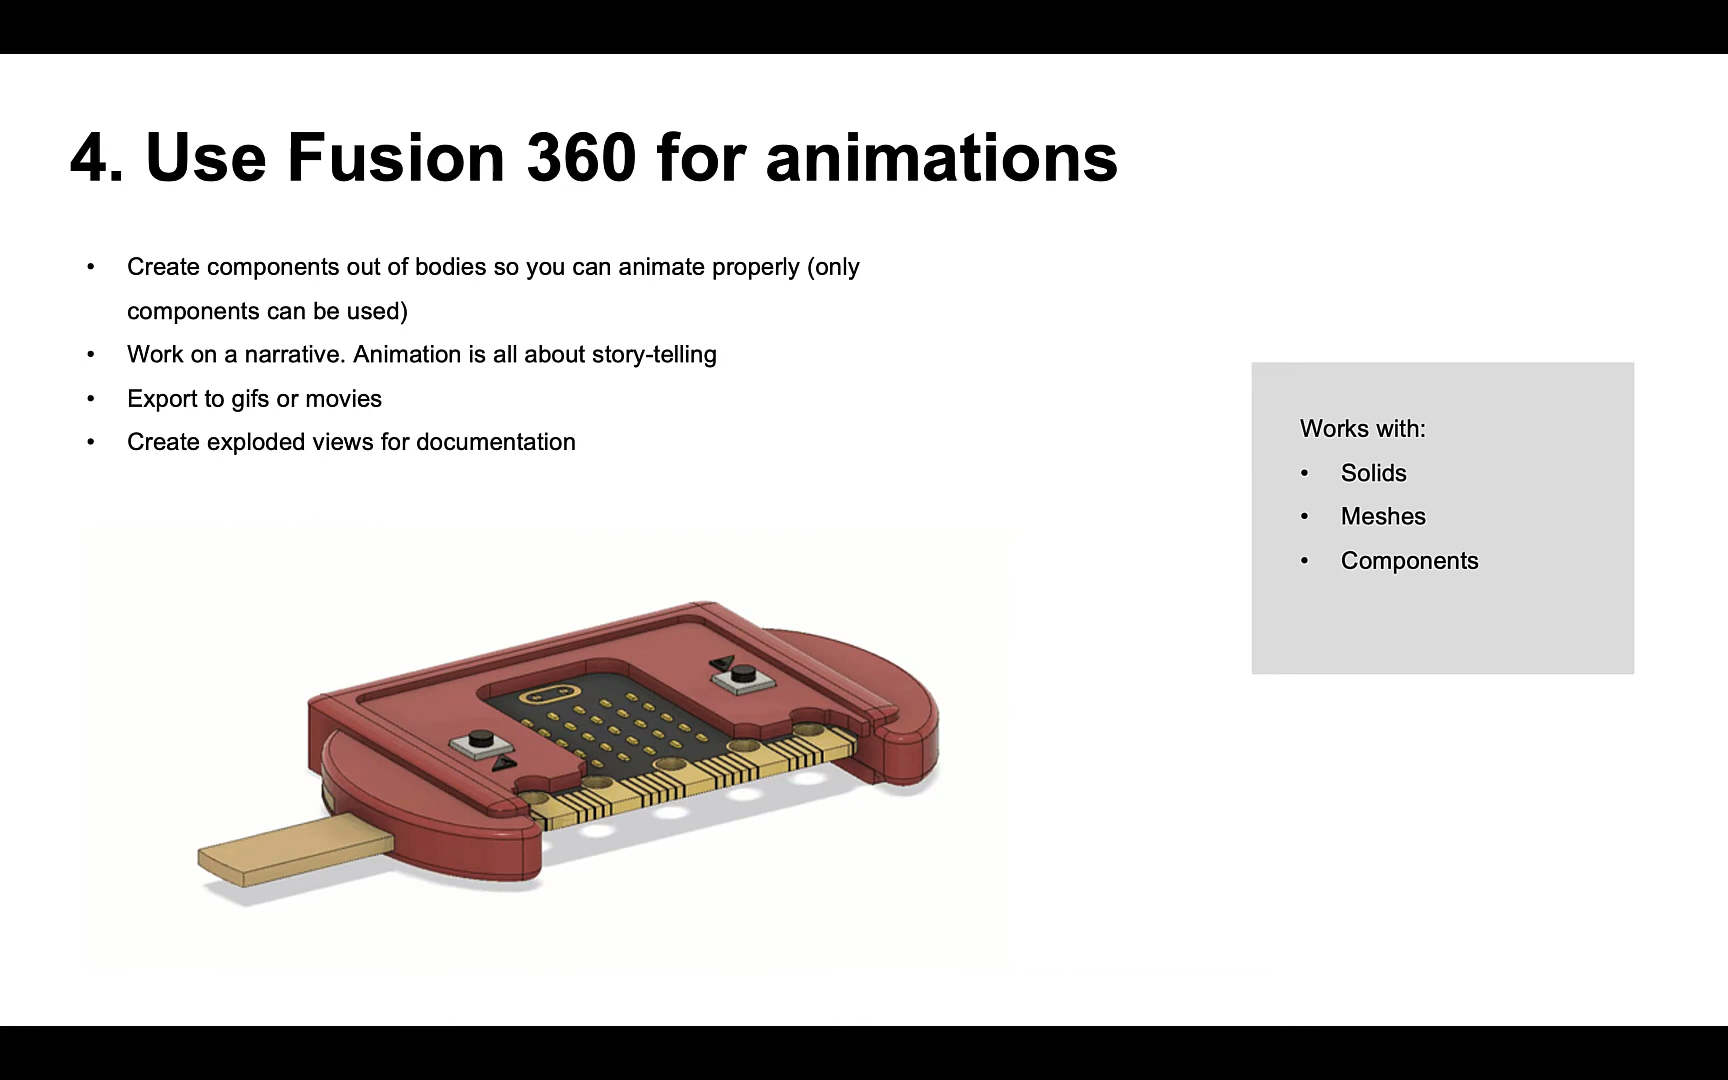 4. Use Fusion 360 for animations
• Create components out of bodies so you can animate properly (only
components can be used)
• Work on a narrative. Animation is all about story-telling
• Export to gifs or movies
• Create exploded views for documentation
Works with:
• Solids
• Meshes
• Components